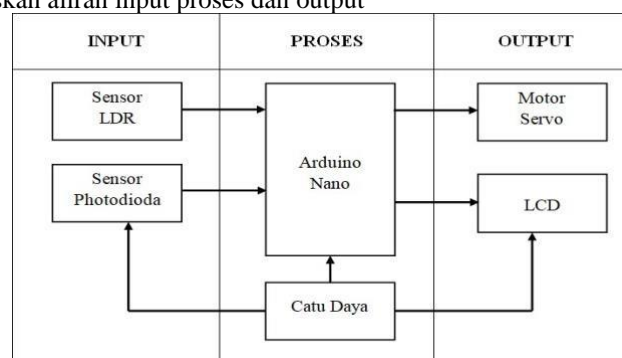 aliran input proses dan output
INPUT
PROSES
OUTPUT
Sensor
LDR
Sensor
Photodioda
Arduino
Nano
Catu Daya
Motor
Servo
LCD